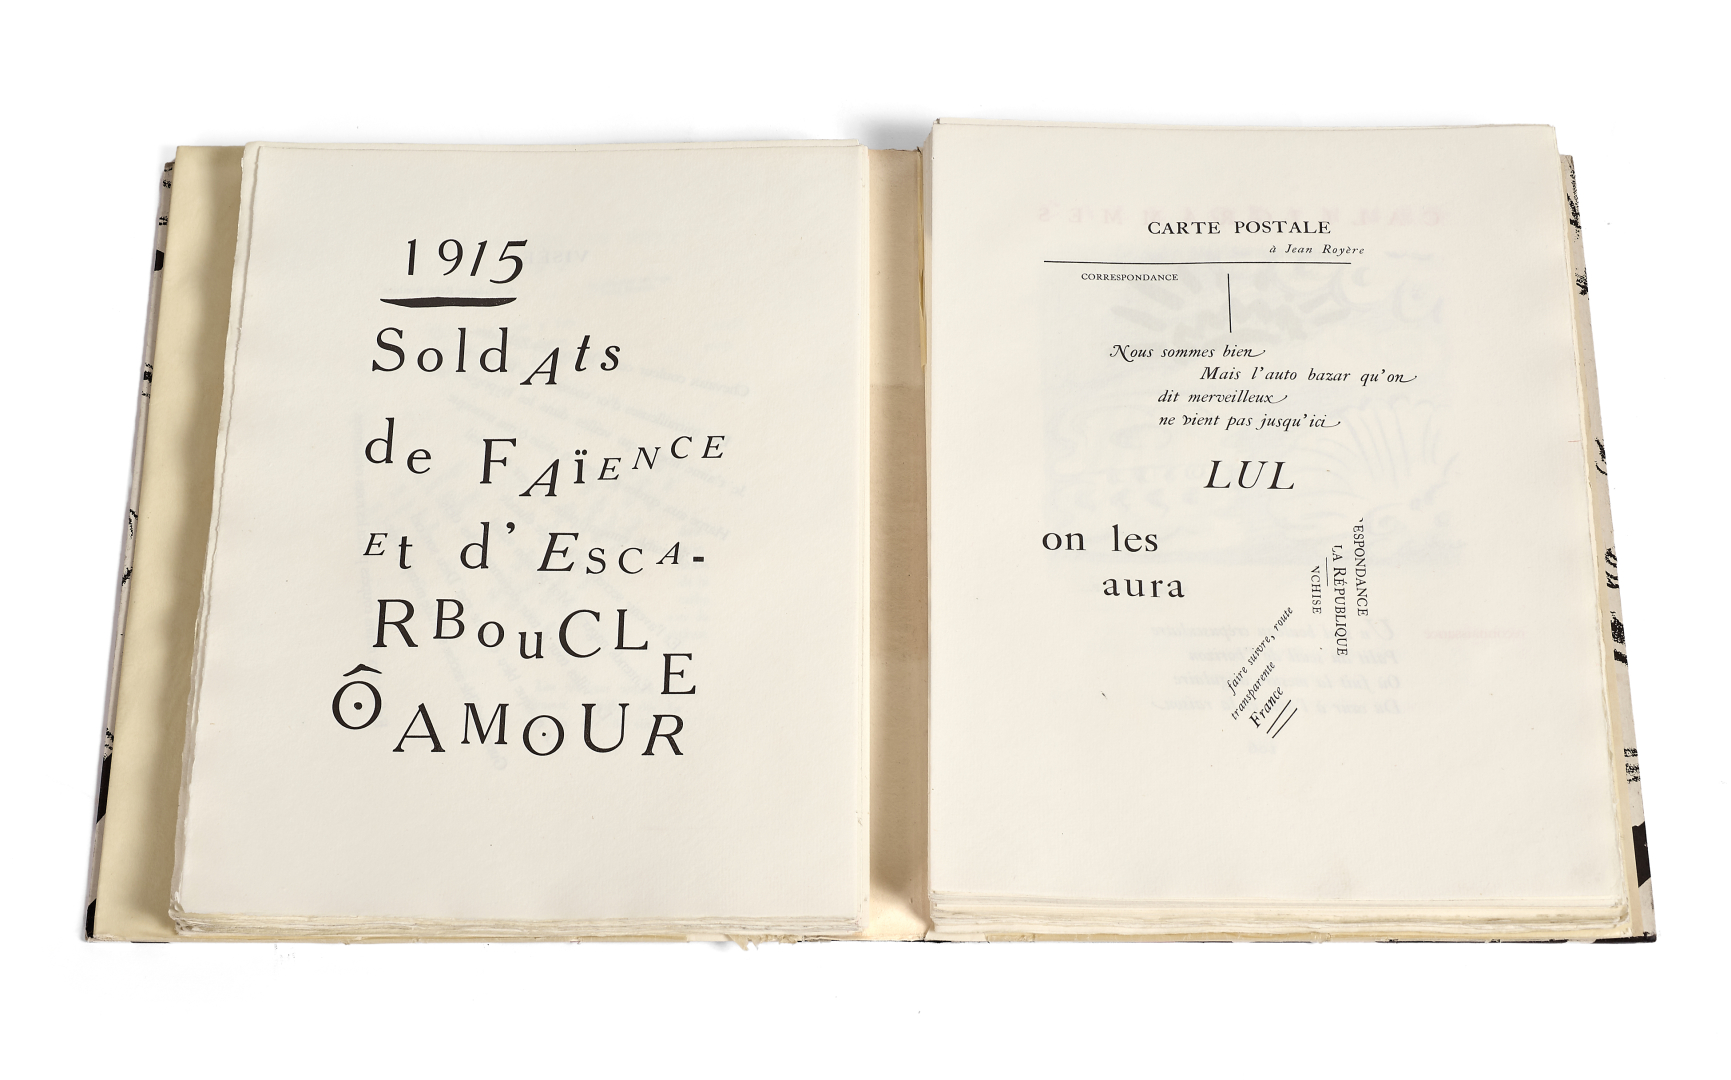 1915
SoldAts
de FAïENCE
Et d'ESCA-
RBouCLE
Ô AMOUR
CARTE POSTALE
à Jean Royère
CORRESPONDANCE
Nous sommes bien
Mais l'auto bazar qu'on
dit merveilleux
ne vient pas jusqu'ici
LUL
on les
aura
ESPONDANCE
LA RÉPUBLIQUE
NCHISE
faire suivre, route
transparente
France